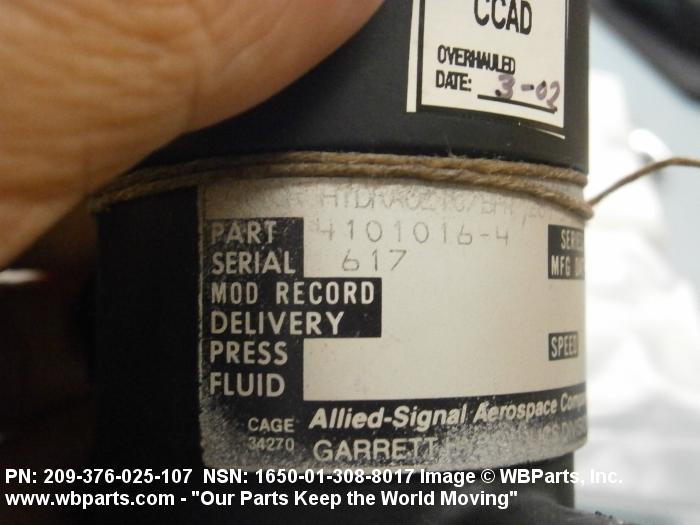 CCAD
OVERHAULED
DATE: 3-02
PART 4101016-4
SERIAL 617
MOD RECORD
DELIVERY
PRESS
FLUID
MFG
SPEED
CAGE
34270
Allied-Signal Aerospace
GARRETT
PN: 209-376-025-107 NSN: 1650-01-308-8017 Image © WBParts, Inc.
www.wbparts.com - "Our Parts Keep the World Moving"